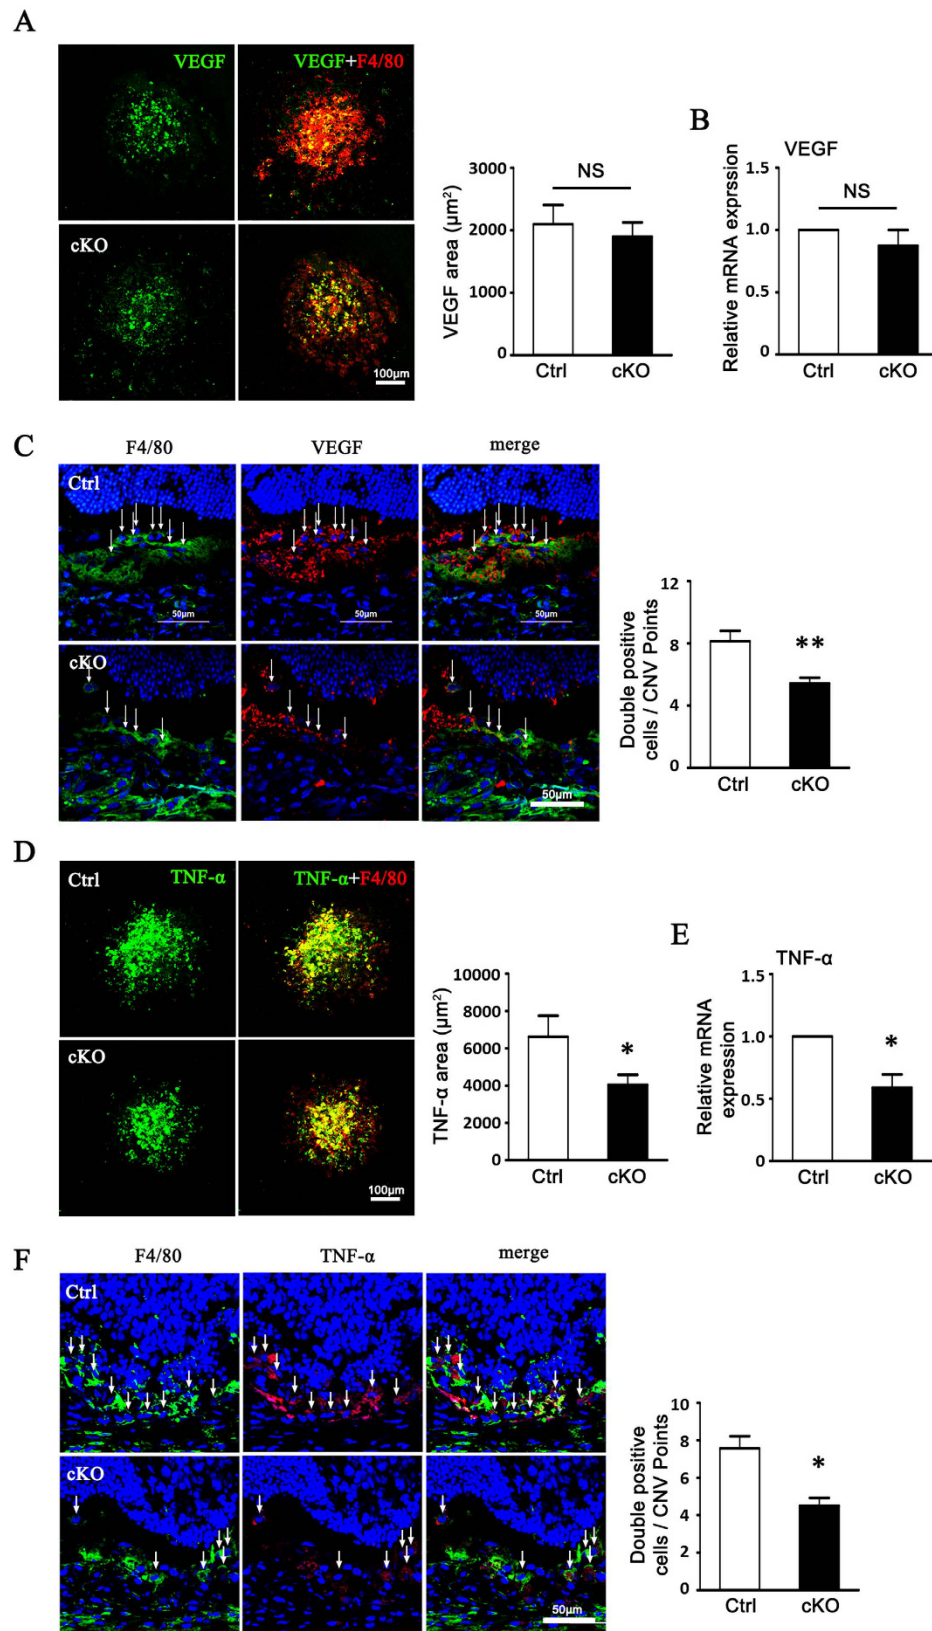 A
VEGF
VEGF+F4/80
cKO
100μm
VEGF area (μm²)
3000
2000
1000
0
NS
Ctrl
cKO
B
VEGF
Relative mRNA exprssion
1.5
1.0
0.5
0
NS
Ctrl
cKO
C
F4/80
VEGF
merge
Ctrl
50μm
50μm
50μm
cKO
50μm
Double positive
cells / CNV Points
12
8
4
0
**
Ctrl
cKO
D
Ctrl
TNF-α
TNF-α+F4/80
cKO
100μm
TNF-α area (μm²)
10000
8000
6000
4000
2000
0
*
Ctrl
cKO
E
TNF-α
Relative mRNA
expression
1.5
1.0
0.5
0
*
Ctrl
cKO
F
F4/80
TNF-α
merge
Ctrl
cKO
50μm
Double positive
cells / CNV Points
10
8
6
4
2
0
*
Ctrl
cKO